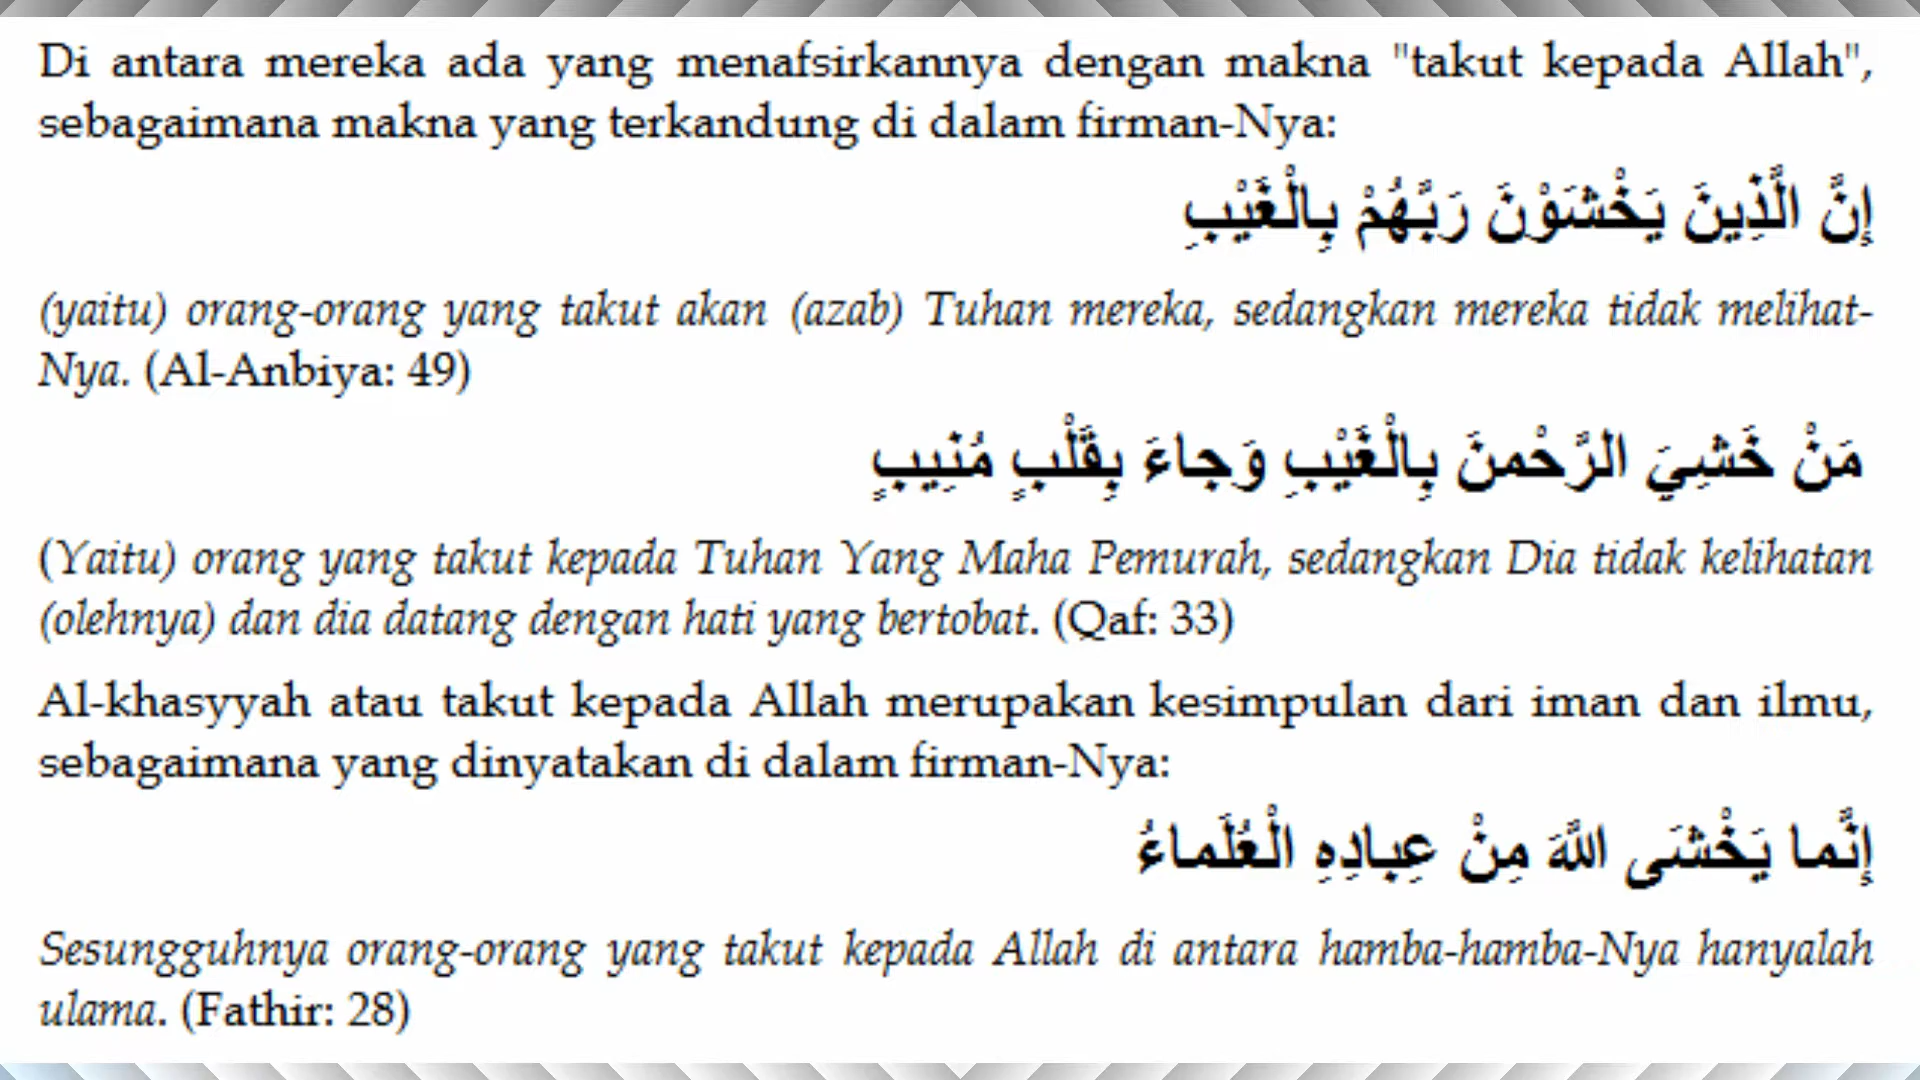 Di antara mereka ada yang menafsirkannya dengan makna "takut kepada Allah",
sebagaimana makna yang terkandung di dalam firman-Nya:
إِنَّ الَّذِينَ يَخْشَوْنَ رَبَّهُمْ بِالْغَيْبِ
(yaitu) orang-orang yang takut akan (azab) Tuhan mereka, sedangkan mereka tidak melihat-
Nya. (Al-Anbiya: 49)
مَنْ خَشِيَ الرَّحْمنَ بِالْغَيْبِ وَجاءَ بِقَلْبٍ مُنِيبٍ
(Yaitu) orang yang takut kepada Tuhan Yang Maha Pemurah, sedangkan Dia tidak kelihatan
(olehnya) dan dia datang dengan hati yang bertobat. (Qaf: 33)
Al-khasyyah atau takut kepada Allah merupakan kesimpulan dari iman dan ilmu,
sebagaimana yang dinyatakan di dalam firman-Nya:
إِنَّما يَخْشَى اللَّهَ مِنْ عِبادِهِ الْعُلَماءُ
Sesungguhnya orang-orang yang takut kepada Allah di antara hamba-hamba-Nya hanyalah
ulama. (Fathir: 28)